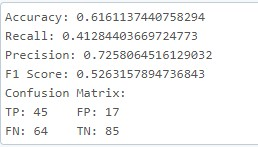 Accuracy: 0.6161137440758294
Recall: 0.41284403669724773
Precision: 0.7258064516129032
F1 Score: 0.5263157894736843
Confusion Matrix:
TP: 45    FP: 17
FN: 64    TN: 85